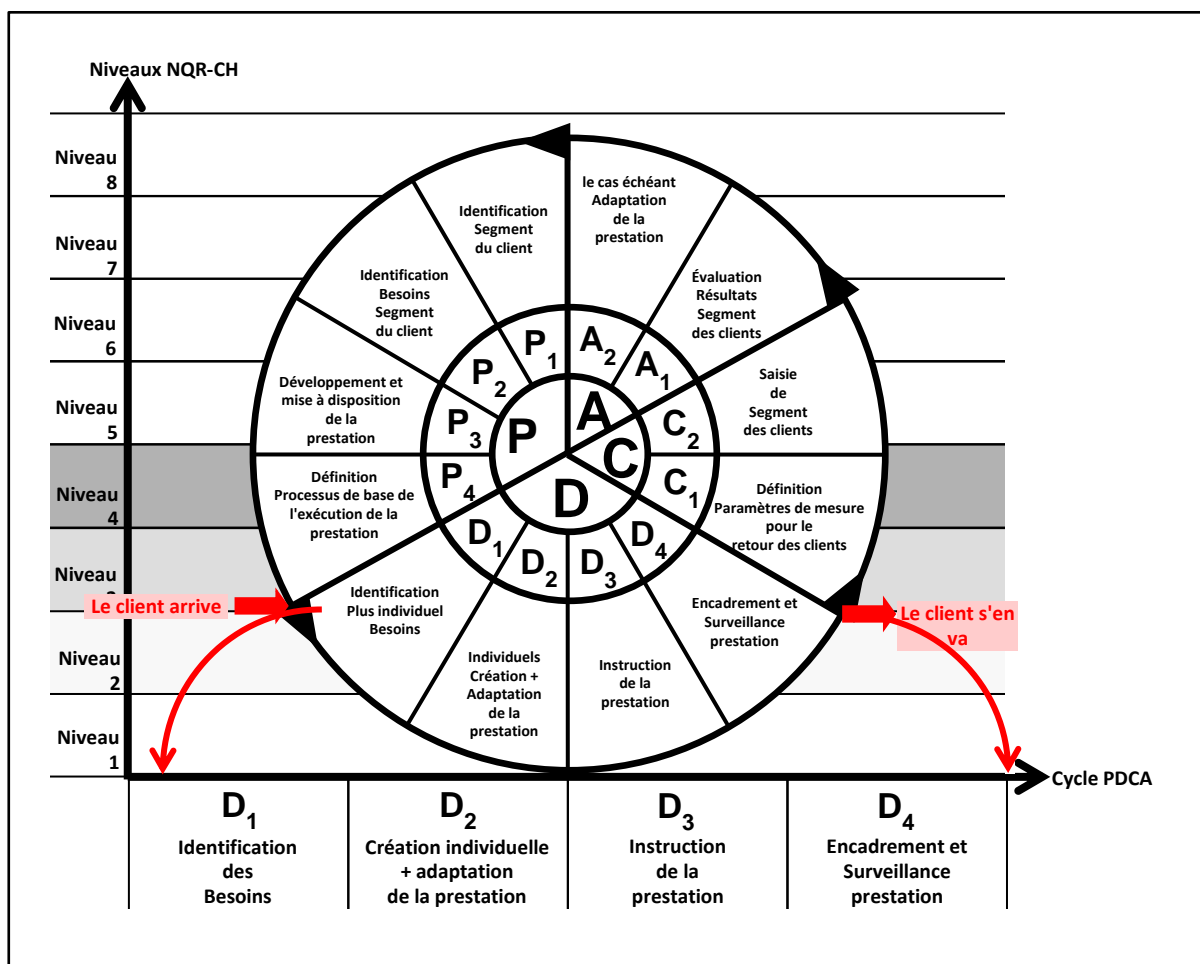 Niveaux NQR-CH
Niveau
8
Niveau
7
Niveau
6
Niveau
5
Niveau
4
Niveau
Niveau
2
Niveau
1
le cas échéant
Adaptation
de la
prestation
Identification
Segment
du client
Identification
Besoins
Segment
du client
Évaluation
Résultats
Segment
des clients
Développement et
mise à disposition
de la
prestation
Saisie
de
Segment
des clients
Définition
Processus de base de
l'exécution de la
prestation
Définition
Paramètres de mesure
pour le
retour des clients
P1
A2
P2
A1
P3
C2
P4
C1
D1
D2
D3
D4
P
A
C
D
Le client arrive
Identification
Plus individuel
Besoins
Individuels
Création +
Adaptation
de la
prestation
Instruction
de la
prestation
Encadrement et
Surveillance
prestation
Le client s'en
va
Cycle PDCA
D1
Identification
des
Besoins
D2
Création individuelle
+ adaptation
de la prestation
D3
Instruction
de la
prestation
D4
Encadrement et
Surveillance
prestation